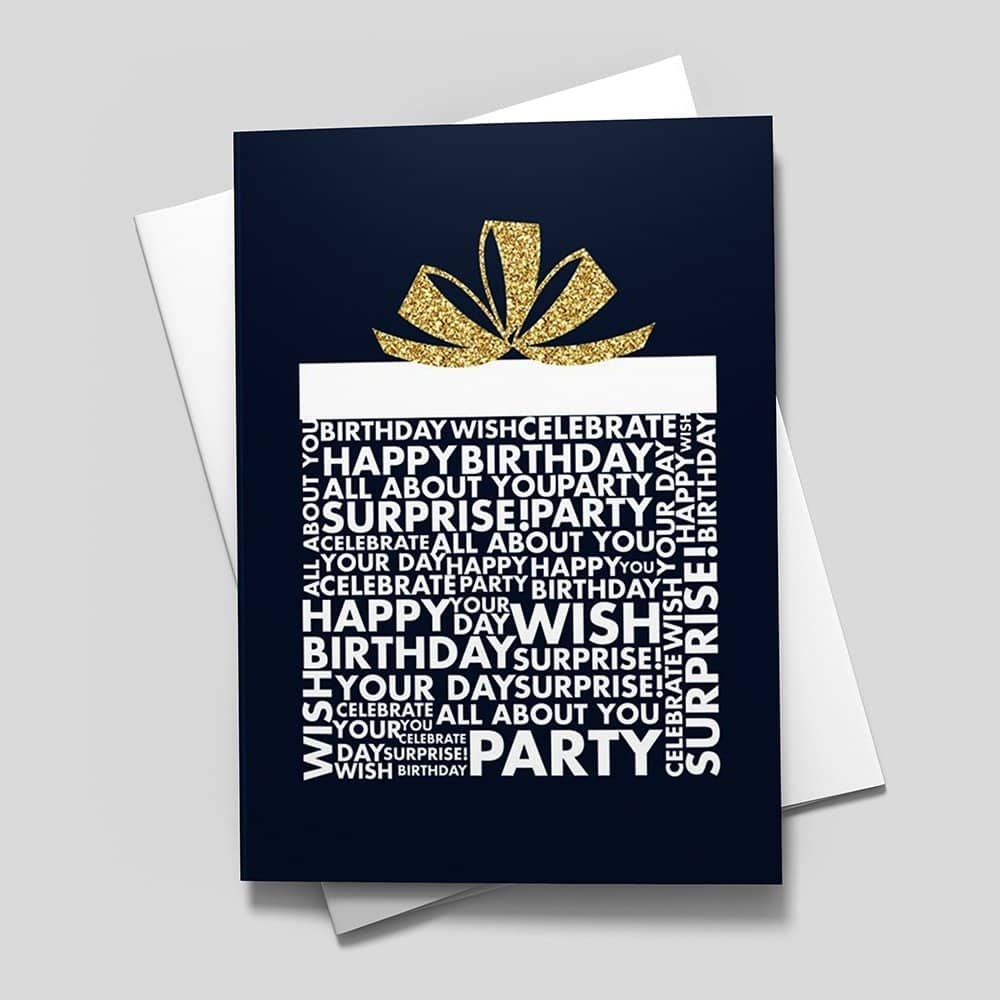 ALL ABOUT YOU
BIRTHDAY WISH CELEBRATE
HAPPY BIRTHDAY
ALL ABOUT YOU PARTY
SURPRISE! PARTY
CELEBRATE ALL ABOUT YOU
YOUR DAY HAPPY HAPPY YOU
CELEBRATE PARTY BIRTHDAY
HAPPY YOUR DAY WISH
BIRTHDAY SURPRISE!
WISH
YOUR DAY SURPRISE!
CELEBRATE ALL ABOUT YOU
YOUR YOU
CELEBRATE
DAY SURPRISE!
WISH BIRTHDAY PARTY
YOUR DAY
WISH
CELEBRATE
WISH
HAPPY
SURPRISE!
BIRTHDAY